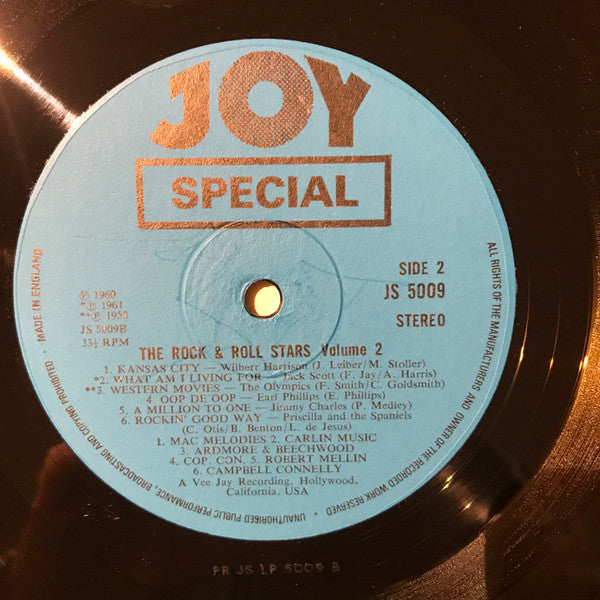 JOY
SPECIAL
SIDE 2
JS 5009
STEREO
℗ 1960
*℗ 1961
**℗ 1958
JS 5009B
33⅓ RPM
THE ROCK & ROLL STARS Volume 2
1. KANSAS CITY — Wilbert Harrison (J. Leiber/M. Stoller)
*2. WHAT AM I LIVING FOR — Jack Scott (F. Jay/A. Harris)
**3. WESTERN MOVIES — The Olympics (F. Smith/C. Goldsmith)
4. OOP DE OOP — Earl Phillips (E. Phillips)
5. A MILLION TO ONE — Jimmy Charles (P. Medley)
6. ROCKIN' GOOD WAY — Priscilla and the Spaniels
(C. Otis/B. Benton/L. de Jesus)
1. MAC MELODIES 2. CARLIN MUSIC
3. ARDMORE & BEECHWOOD
4. COP. CON. 5. ROBERT MELLIN
6. CAMPBELL CONNELLY
A Vee Jay Recording, Hollywood,
California, USA
ALL RIGHTS OF THE MANUFACTURERS AND OWNER OF THE RECORDED WORK RESERVED · UNAUTHORISED PUBLIC PERFORMANCE, BROADCASTING AND COPYING PROHIBITED · MADE IN ENGLAND
PR JS LP 5009 B